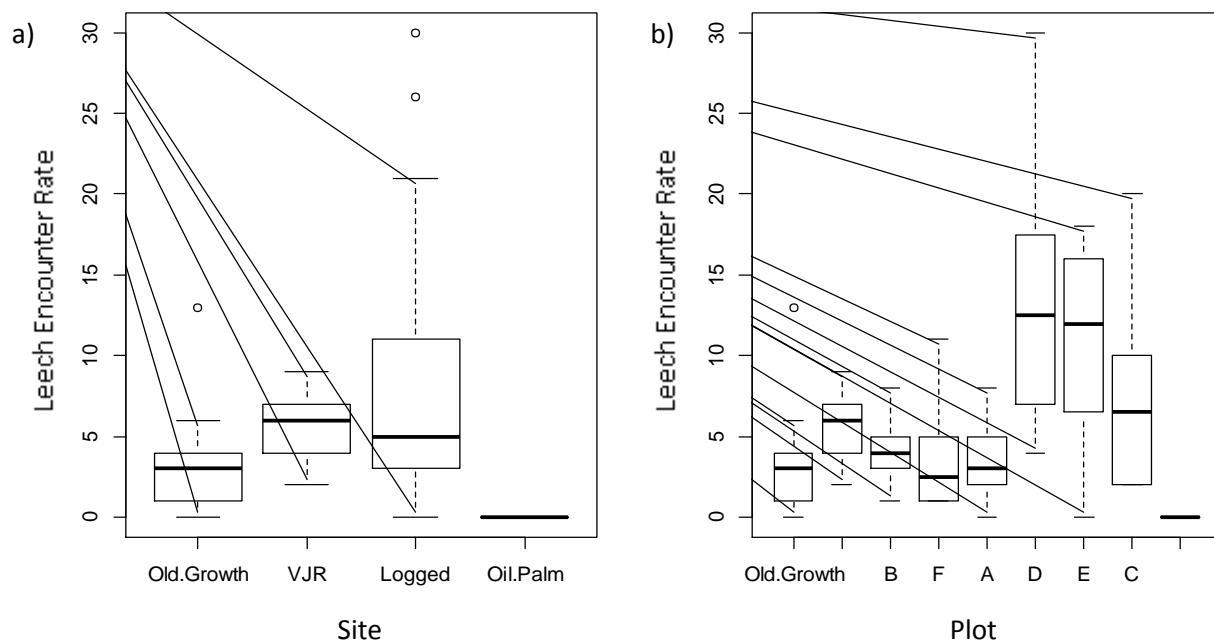 a)
30
25
20
15
10
5
0
Leech Encounter Rate
Old.Growth VJR Logged Oil.Palm
Site
b)
30
25
20
15
10
5
0
Leech Encounter Rate
Old.Growth B F A D E C
Plot